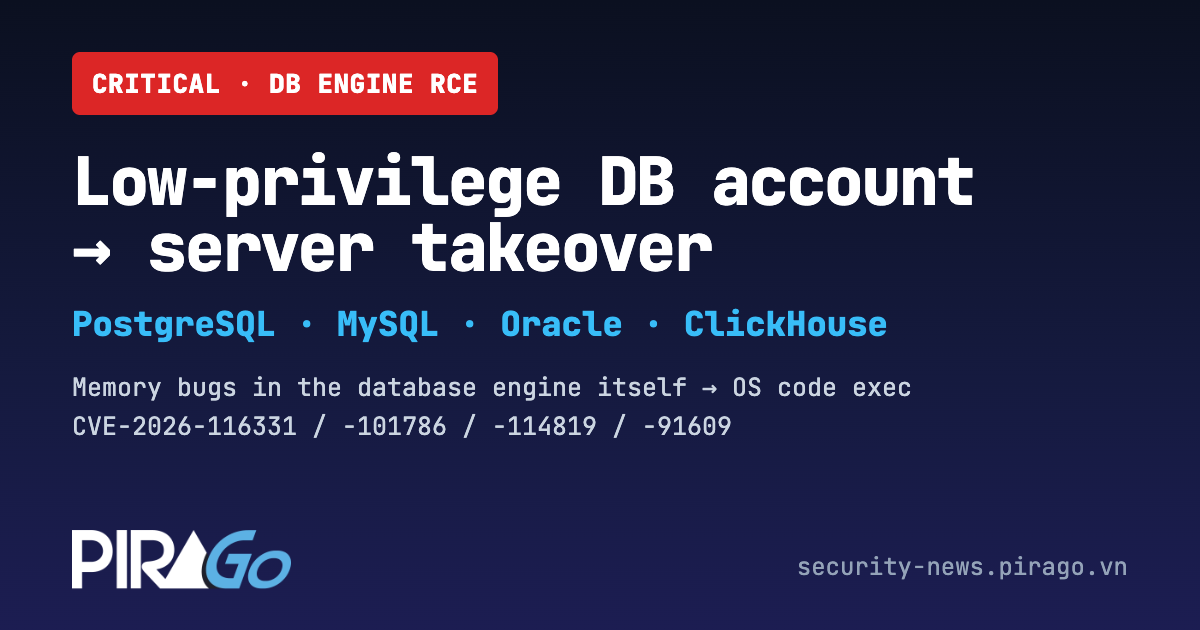 CRITICAL · DB ENGINE RCE
Low-privilege DB account
→ server takeover
PostgreSQL · MySQL · Oracle · ClickHouse
Memory bugs in the database engine itself → OS code exec
CVE-2026-116331 / -101786 / -114819 / -91609
PIRAGo
security-news.pirago.vn